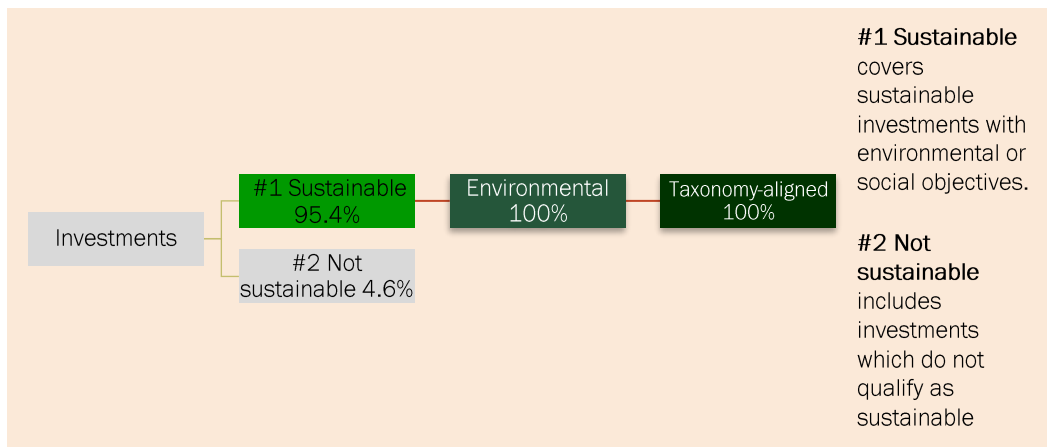 Investments
#1 Sustainable
95.4%
#2 Not
sustainable 4.6%
Environmental
100%
Taxonomy-aligned
100%
#1 Sustainable
covers
sustainable
investments with
environmental or
social objectives.
#2 Not
sustainable
includes
investments
which do not
qualify as
sustainable